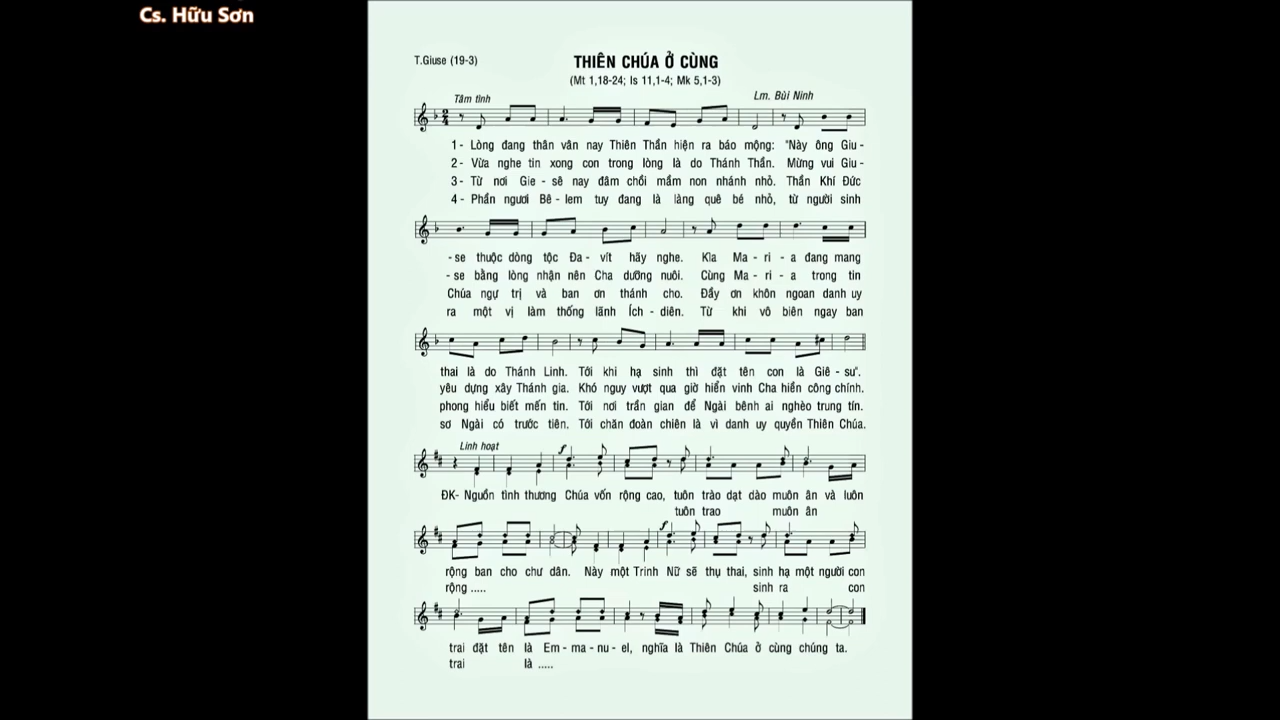 Cs. Hữu Sơn
T.Giuse (19-3)
THIÊN CHÚA Ở CÙNG
(Mt 1,18-24; Is 11,1-4; Mk 5,1-3)
Tâm tình
Lm. Bùi Ninh
1- Lòng đang thân vân nay Thiên Thần hiện ra báo mộng: "Này ông Giu -
2- Vừa nghe tin xong con trong lòng là do Thánh Thần. Mừng vui Giu -
3- Từ nơi Gie - sê nay đâm chồi mầm non nhánh nhỏ. Thần Khí Đức
4- Phần ngươi Bê - lem tuy đang là làng quê bé nhỏ, từ người sinh
-se thuộc dòng tộc Đa - vít hãy nghe. Kìa Ma - ri - a đang mang
-se bằng lòng nhận nên Cha dưỡng nuôi. Cùng Ma - ri - a trong tin
Chúa ngự trị và ban ơn thánh cho. Đầy ơn khôn ngoan danh uy
ra một vị làm thống lãnh Ích - diên. Từ khi vô biên ngay ban
thai là do Thánh Linh. Tới khi hạ sinh thì đặt tên con là Giê - su".
yêu dựng xây Thánh gia. Khó nguy vượt qua giờ hiển vinh Cha hiền công chính.
phong hiểu biết mến tin. Tới nơi trần gian để Ngài bênh ai nghèo trung tín.
sơ Ngài có trước tiên. Tới chăn đoàn chiên là vì danh uy quyền Thiên Chúa.
Linh hoạt
f
ĐK- Nguồn tình thương Chúa vốn rộng cao, tuôn trào dạt dào muôn ân và luôn
tuôn trao muôn ân
f
rộng ban cho chư dân. Này một Trinh Nữ sẽ thụ thai, sinh hạ một người con
rộng ..... sinh ra con
trai đặt tên là Em - ma - nu - el, nghĩa là Thiên Chúa ở cùng chúng ta.
trai là .....